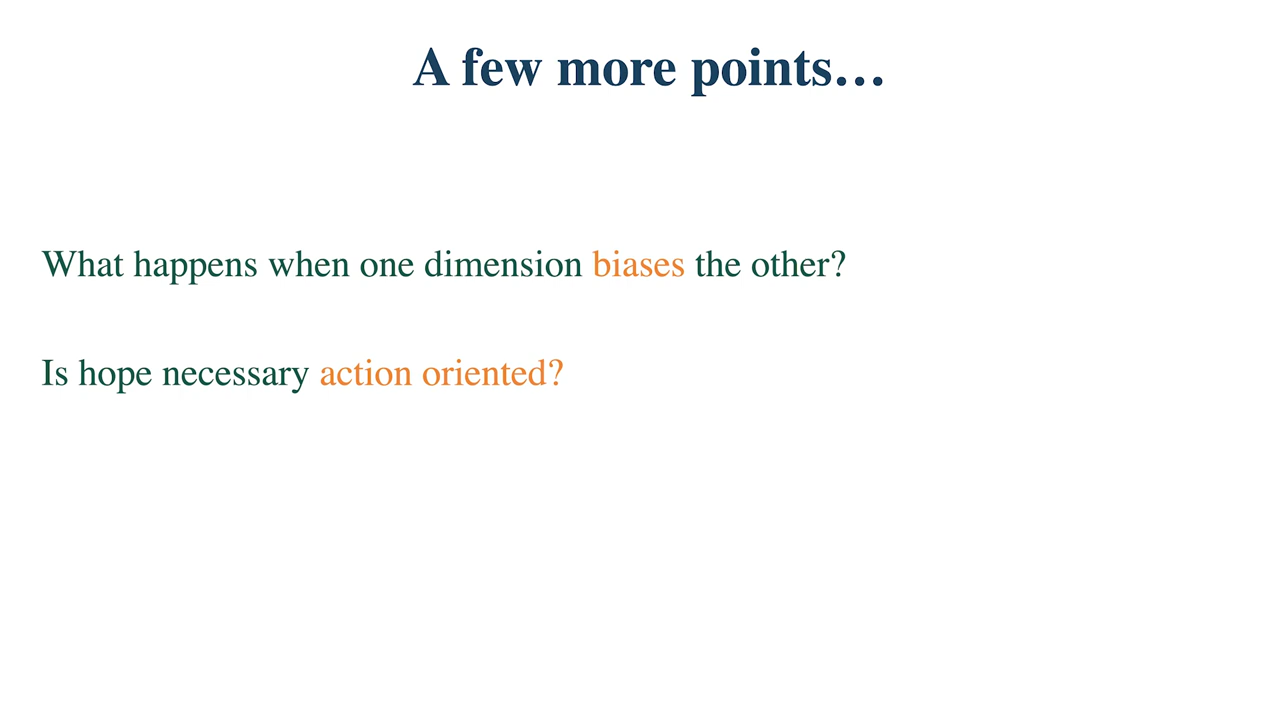 A few more points…
What happens when one dimension biases the other?
Is hope necessary action oriented?